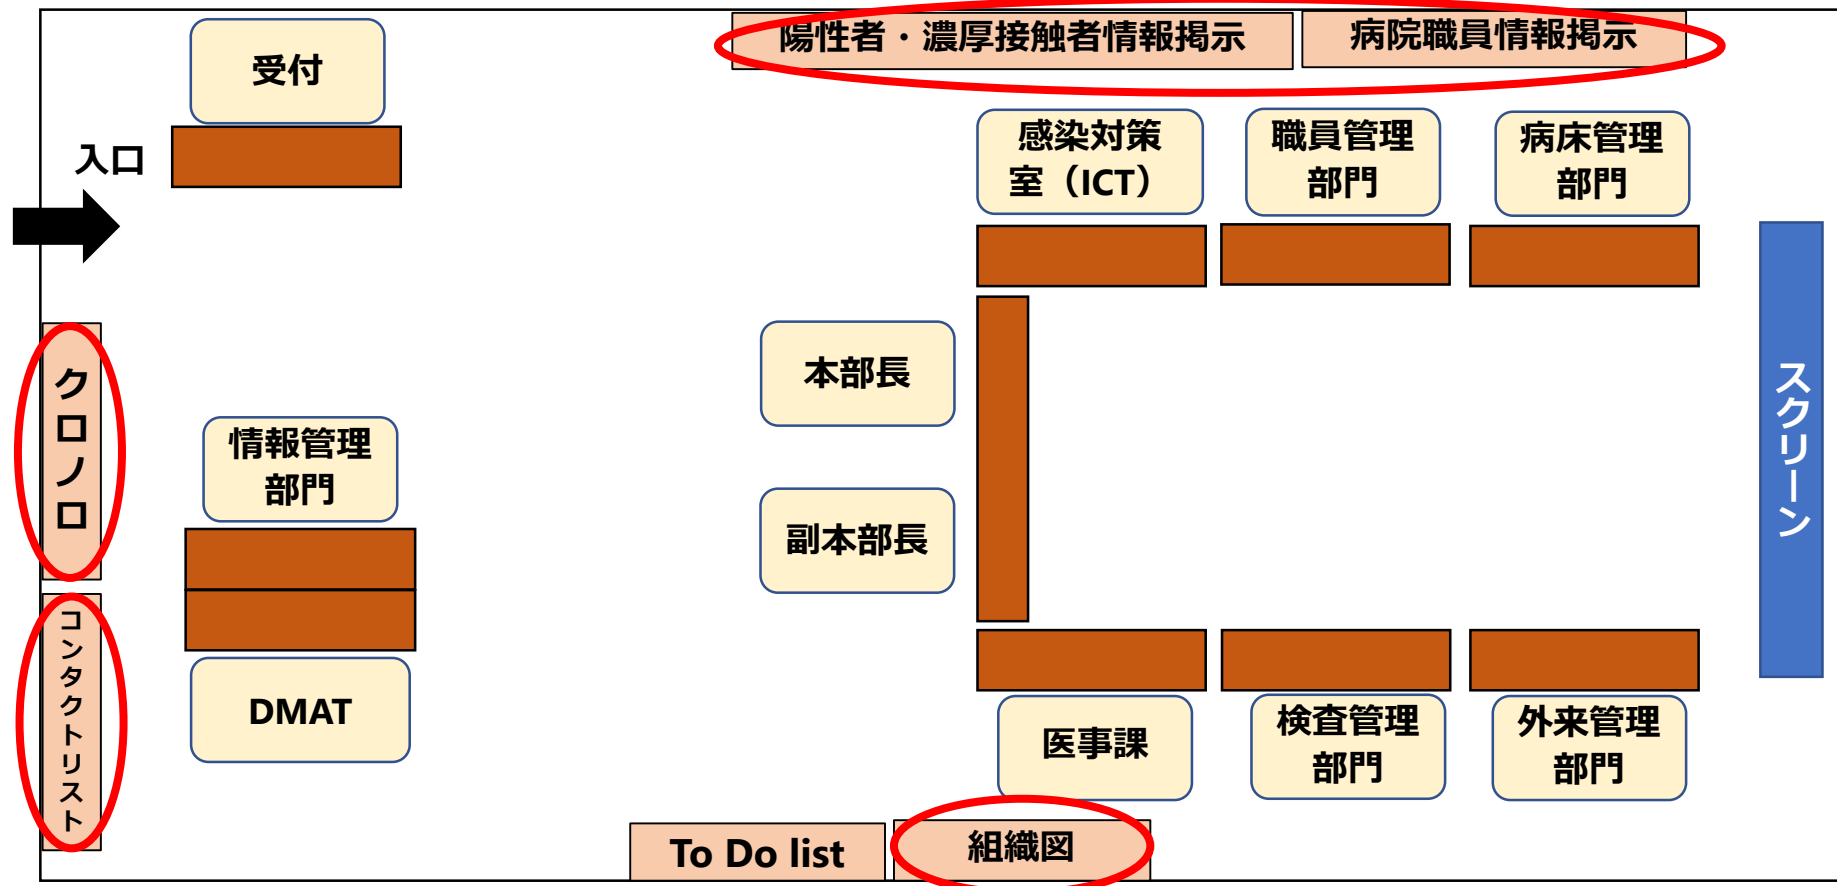 陽性者・濃厚接触者情報掲示
病院職員情報掲示
受付
入口
感染対策
室（ICT）
職員管理
部門
病床管理
部門
クロノロ
本部長
スクリーン
情報管理
部門
副本部長
コンタクトリスト
DMAT
医事課
検査管理
部門
外来管理
部門
To Do list
組織図